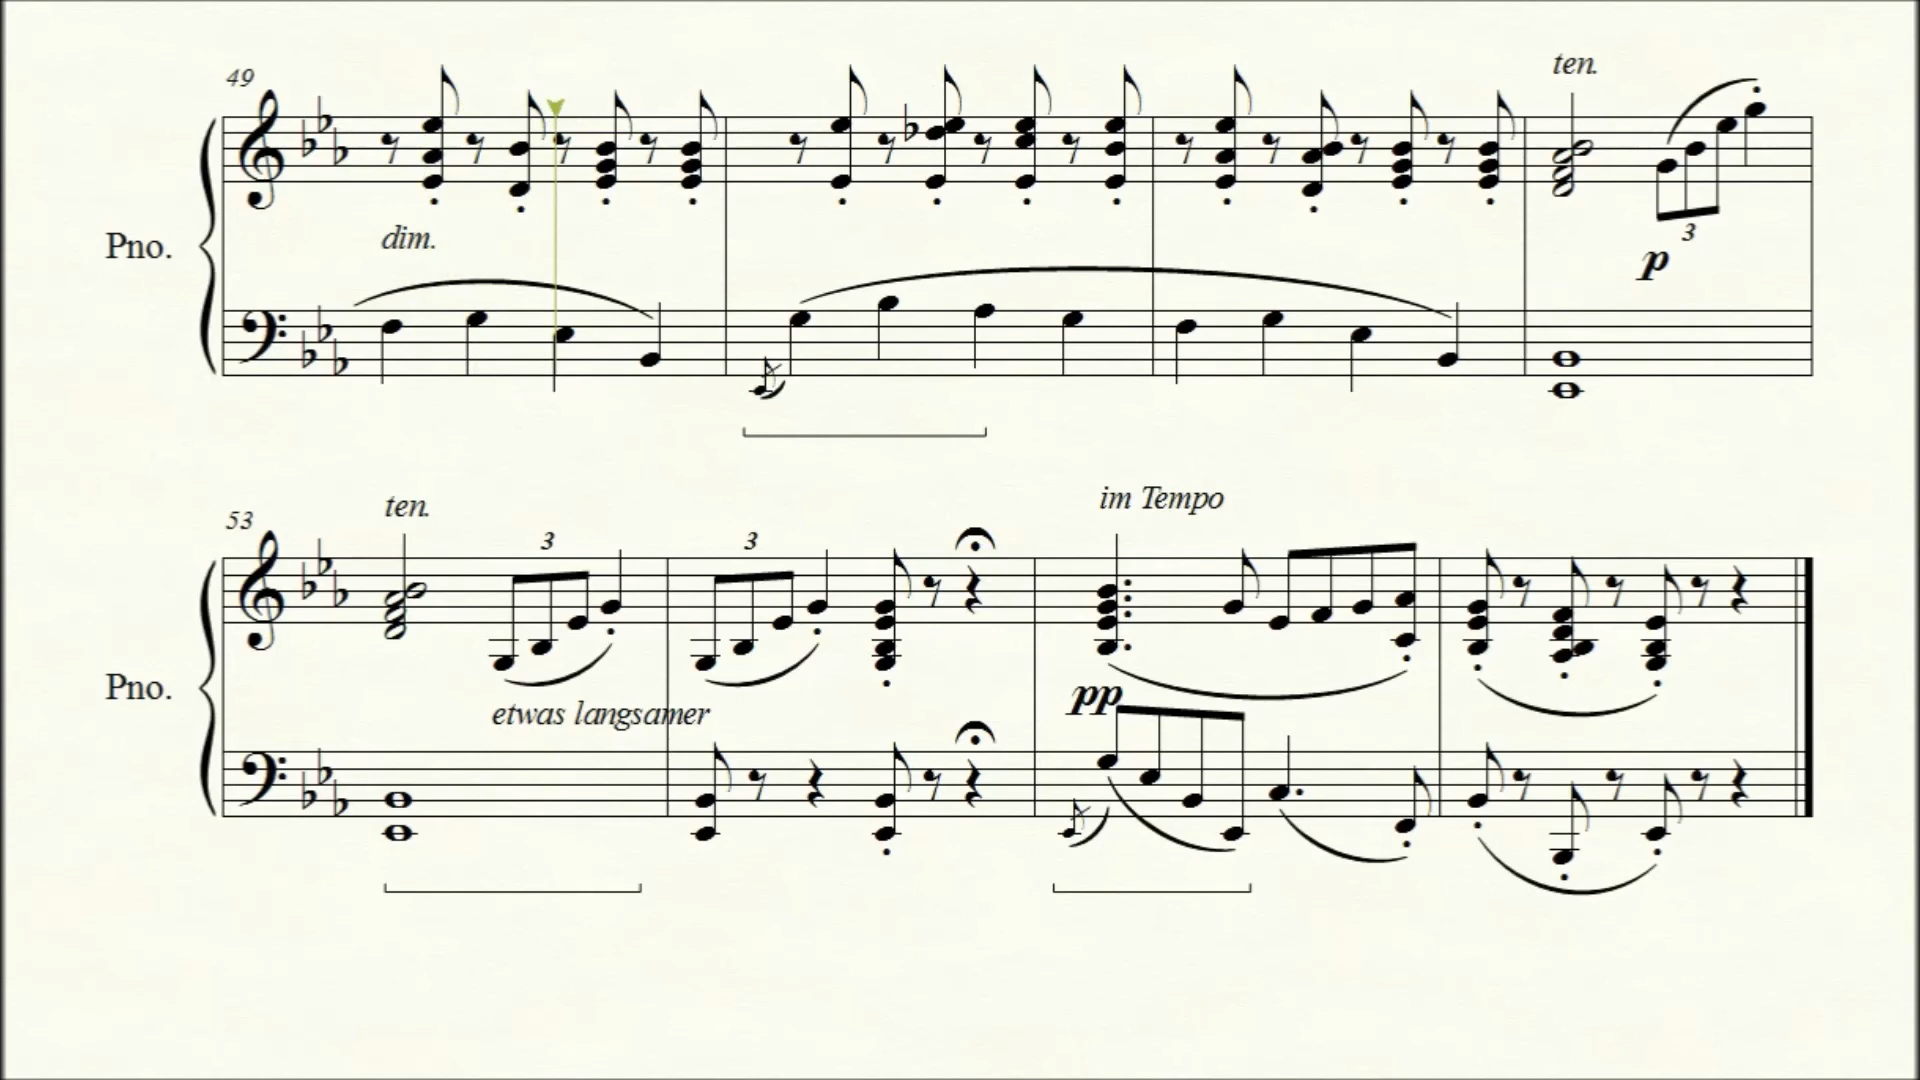 49
ten.
3
p
dim.
Pno.
53
ten.
im Tempo
3
3
pp
etwas langsamer
Pno.